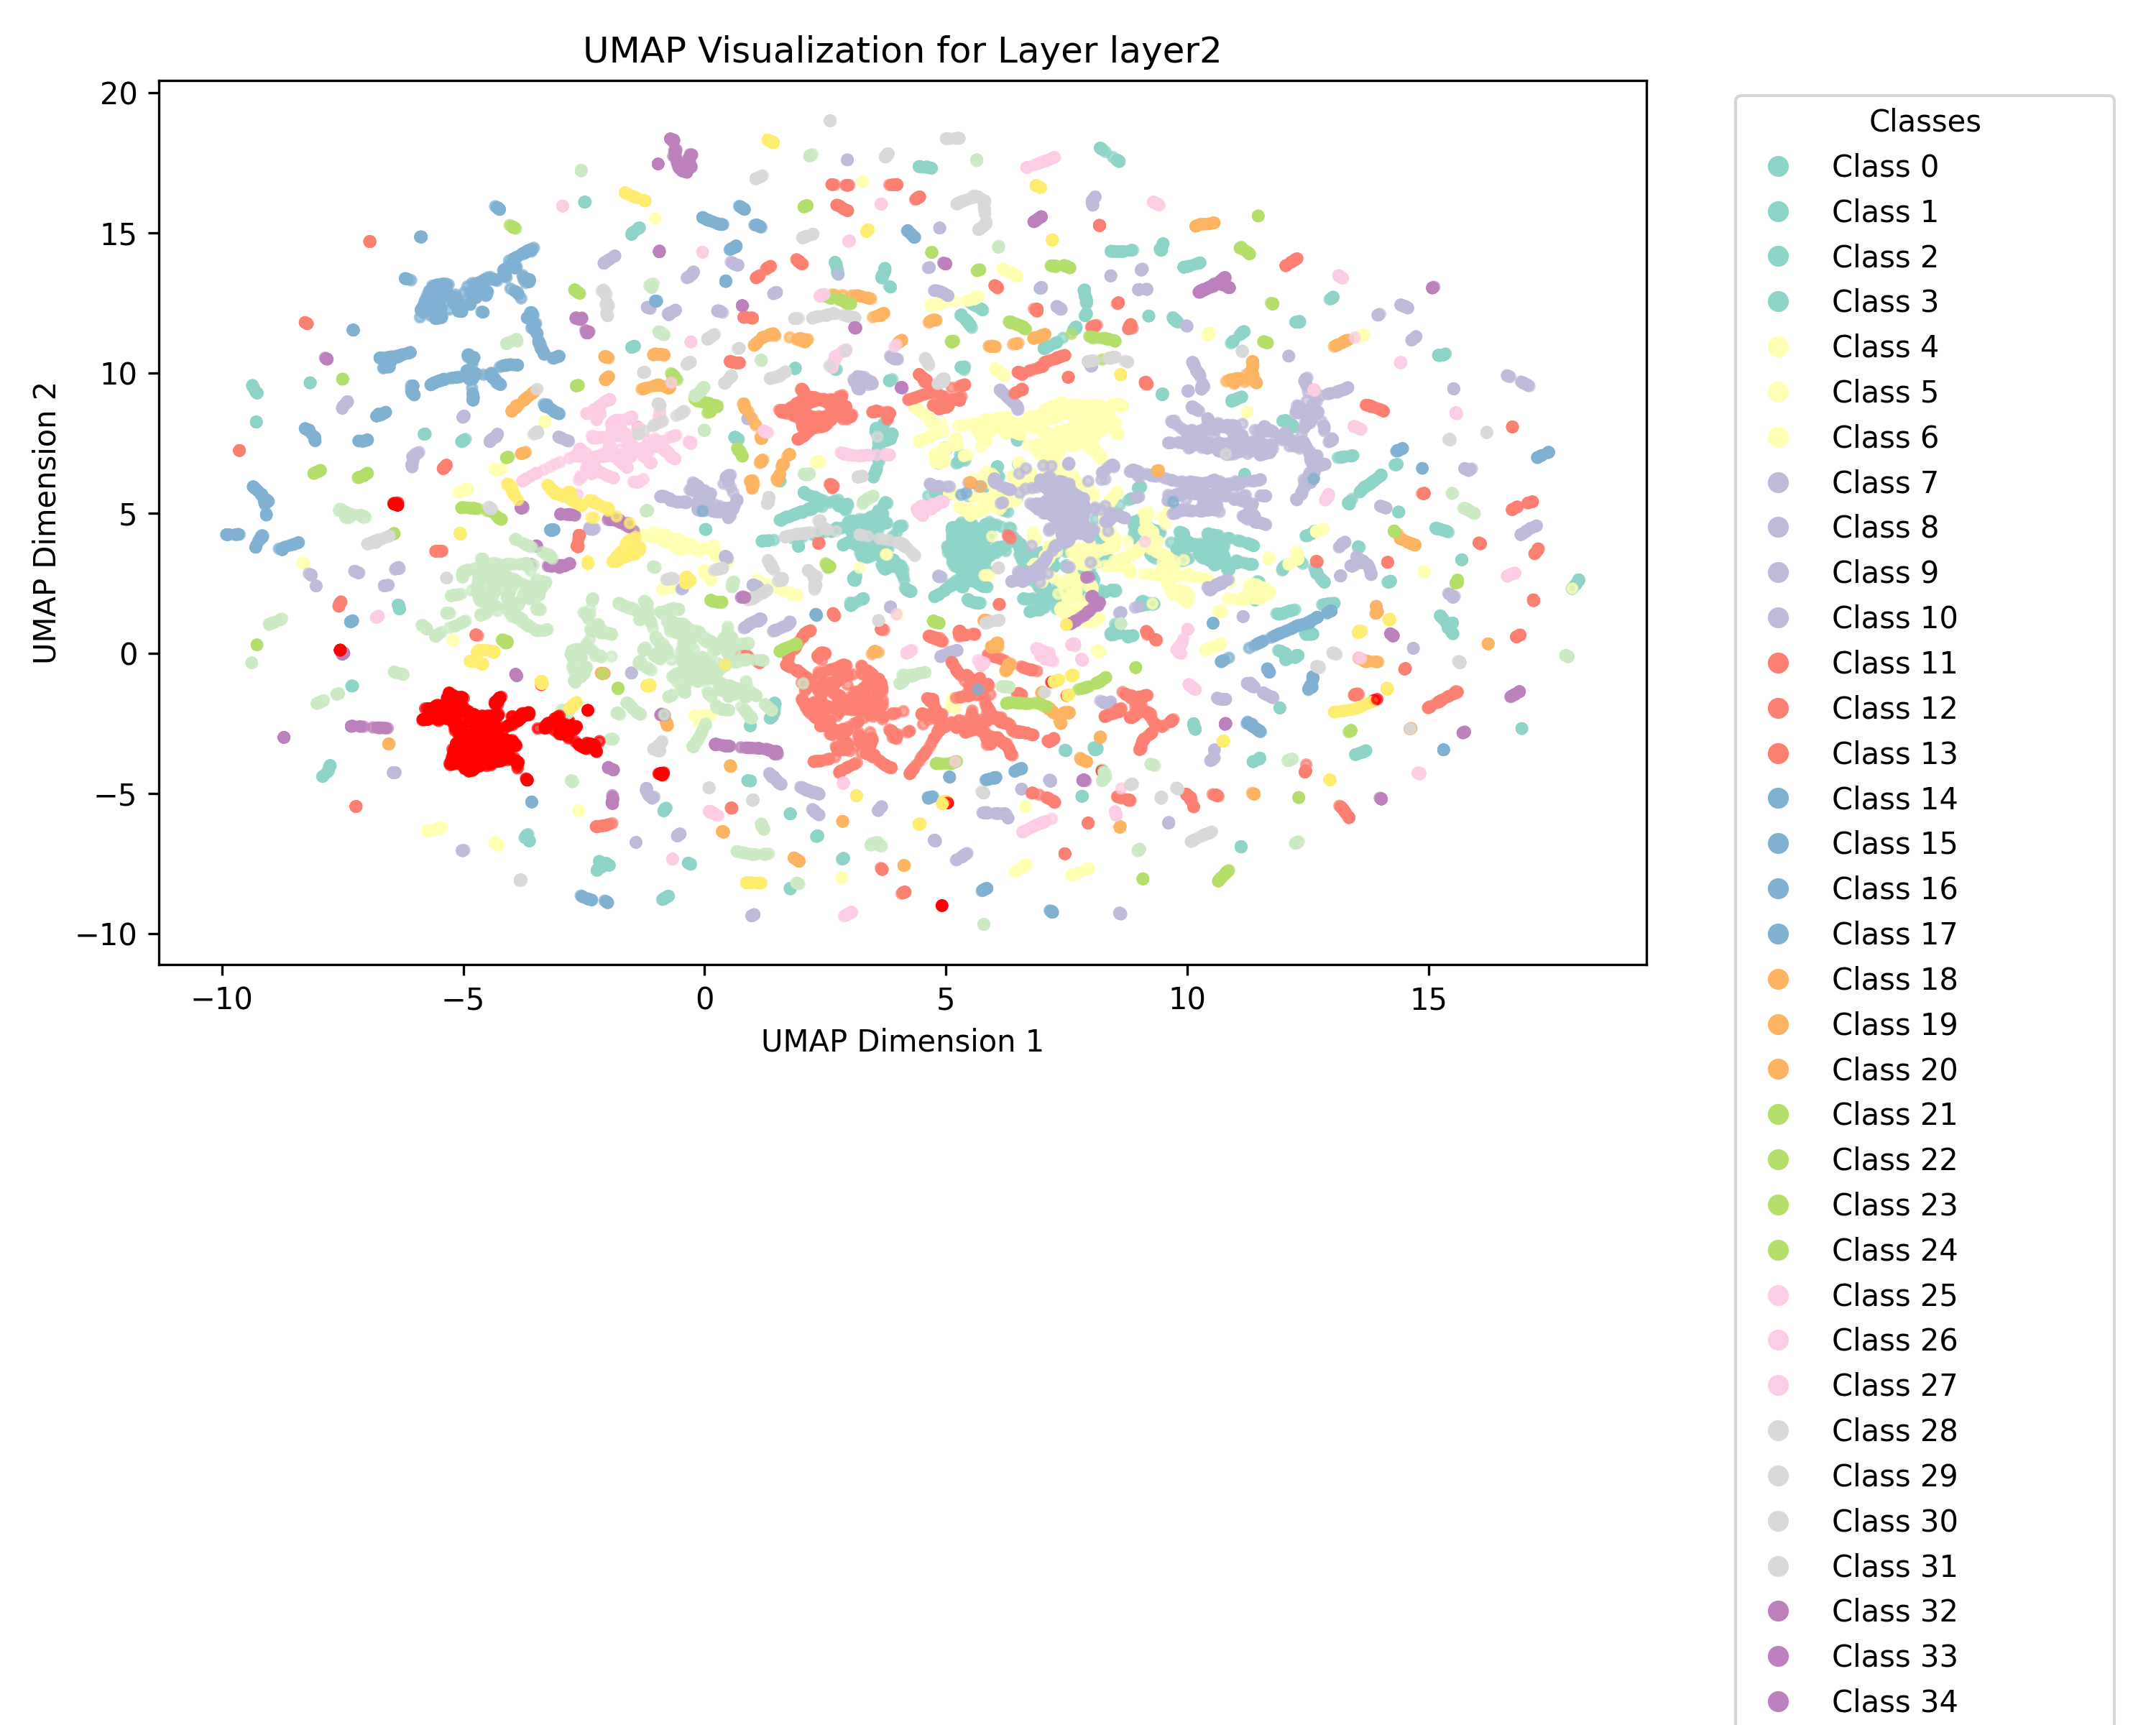 UMAP Visualization for Layer layer2
20
15
10
5
0
−5
−10
UMAP Dimension 2
−10
−5
0
5
10
15
UMAP Dimension 1
Classes
Class 0
Class 1
Class 2
Class 3
Class 4
Class 5
Class 6
Class 7
Class 8
Class 9
Class 10
Class 11
Class 12
Class 13
Class 14
Class 15
Class 16
Class 17
Class 18
Class 19
Class 20
Class 21
Class 22
Class 23
Class 24
Class 25
Class 26
Class 27
Class 28
Class 29
Class 30
Class 31
Class 32
Class 33
Class 34